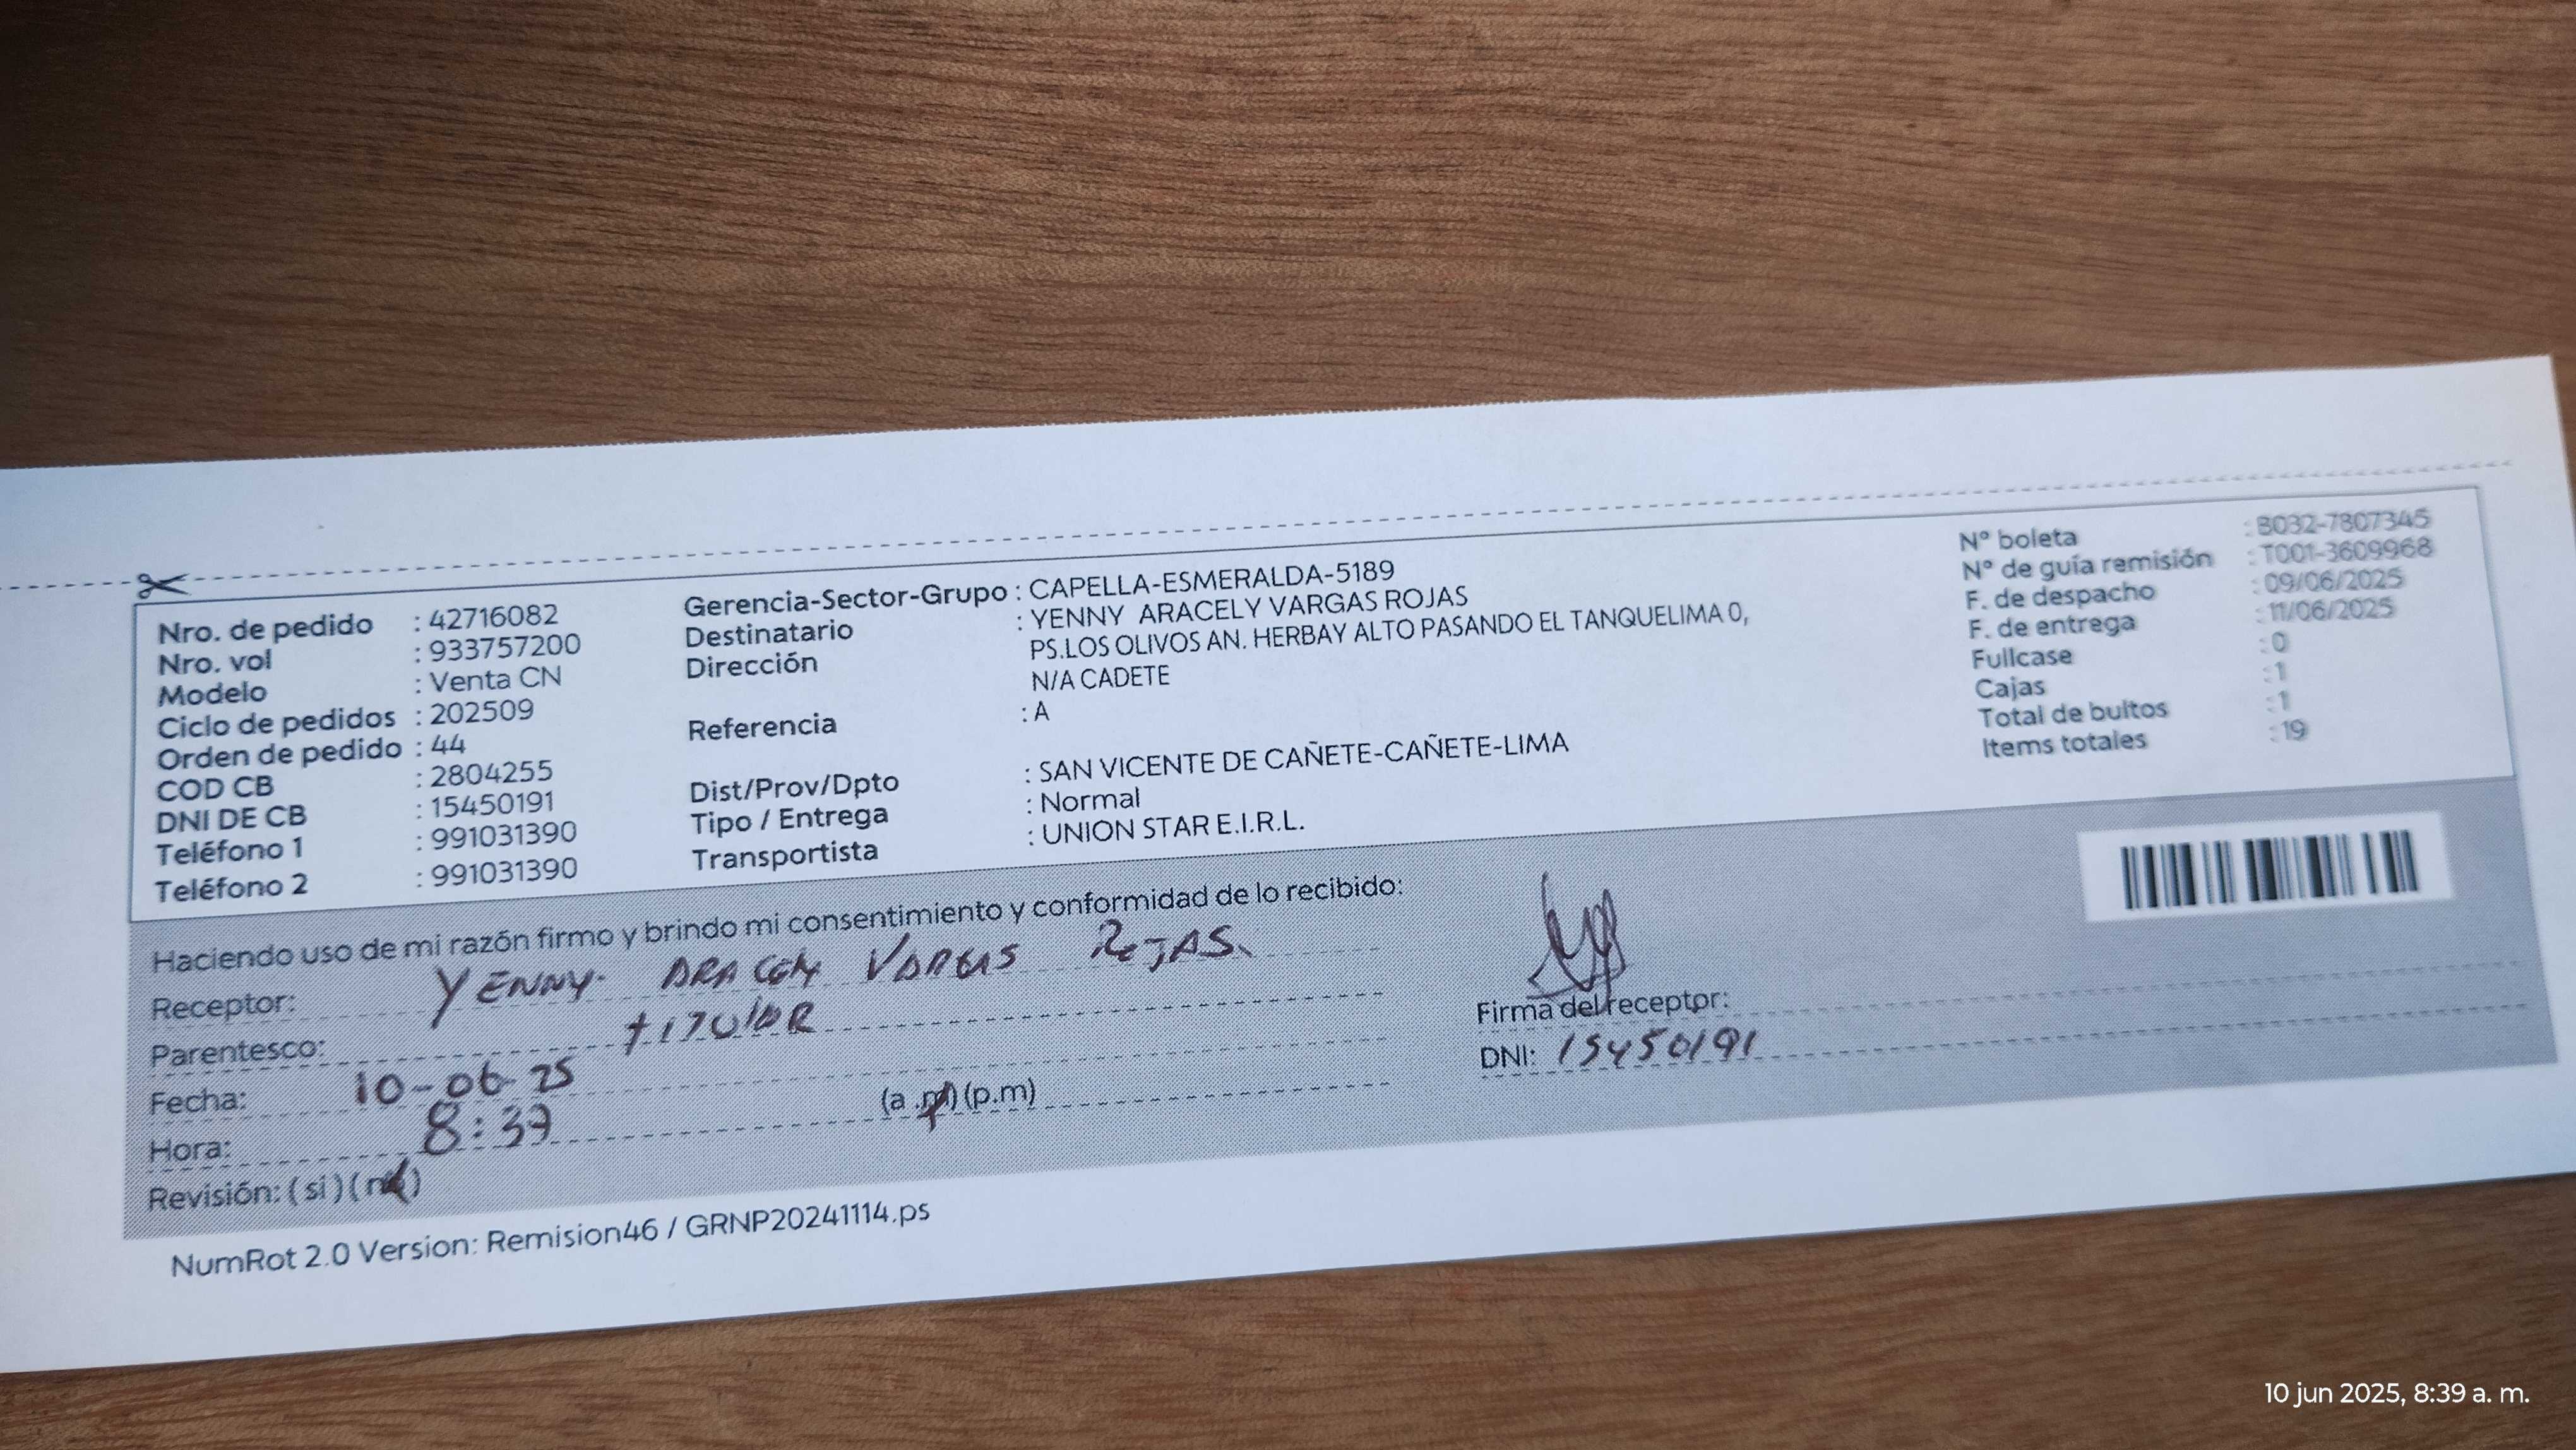 Nro. de pedido : 42716082
Nro. vol : 933757200
Modelo : Venta CN
Ciclo de pedidos : 202509
Orden de pedido : 44
COD CB : 2804255
DNI DE CB : 15450191
Teléfono 1 : 991031390
Teléfono 2 : 991031390
Gerencia-Sector-Grupo : CAPELLA-ESMERALDA-5189
Destinatario : YENNY ARACELY VARGAS ROJAS
Dirección PS.LOS OLIVOS AN. HERBAY ALTO PASANDO EL TANQUELIMA 0,
N/A CADETE
Referencia : A
Dist/Prov/Dpto : SAN VICENTE DE CAÑETE-CAÑETE-LIMA
Tipo / Entrega : Normal
Transportista : UNION STAR E.I.R.L.
N° boleta : B032-7807345
N° de guía remisión : T001-3609968
F. de despacho : 09/06/2025
F. de entrega : 11/06/2025
Fullcase : 0
Cajas : 1
Total de bultos : 1
Items totales : 19
Haciendo uso de mi razón firmo y brindo mi consentimiento y conformidad de lo recibido:
Receptor: YENNY VARGAS ROJAS
Parentesco: titular
Fecha: 10-06-25
Hora: 8:37 (a .m) (p.m)
Revisión: ( si ) ( no )
Firma del receptor:
DNI: 15450191
NumRot 2.0 Version: Remision46 / GRNP20241114.ps
10 jun 2025, 8:39 a. m.